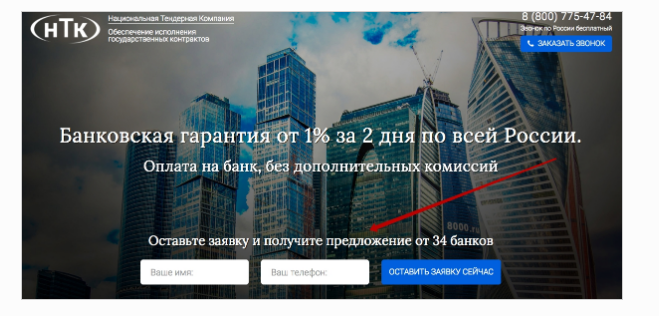 НТК
Национальная Тендерная Компания
Обеспечение исполнения
государственных контрактов
8 (800) 775-47-84
Звонок по России бесплатный
ЗАКАЗАТЬ ЗВОНОК
Банковская гарантия от 1% за 2 дня по всей России.
Оплата на банк, без дополнительных комиссий
8000.ru
Оставьте заявку и получите предложение от 34 банков
Ваше имя:
Ваш телефон:
ОСТАВИТЬ ЗАЯВКУ СЕЙЧАС